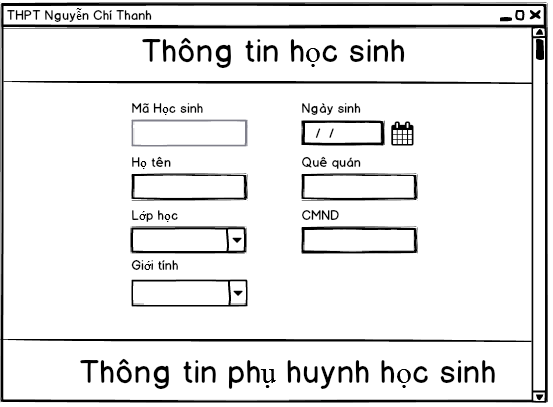 THPT Nguyễn Chí Thanh
Thông tin học sinh
Mã Học sinh
Ngày sinh
/ /
Họ tên
Quê quán
Lớp học
CMND
Giới tính
Thông tin phụ huynh học sinh